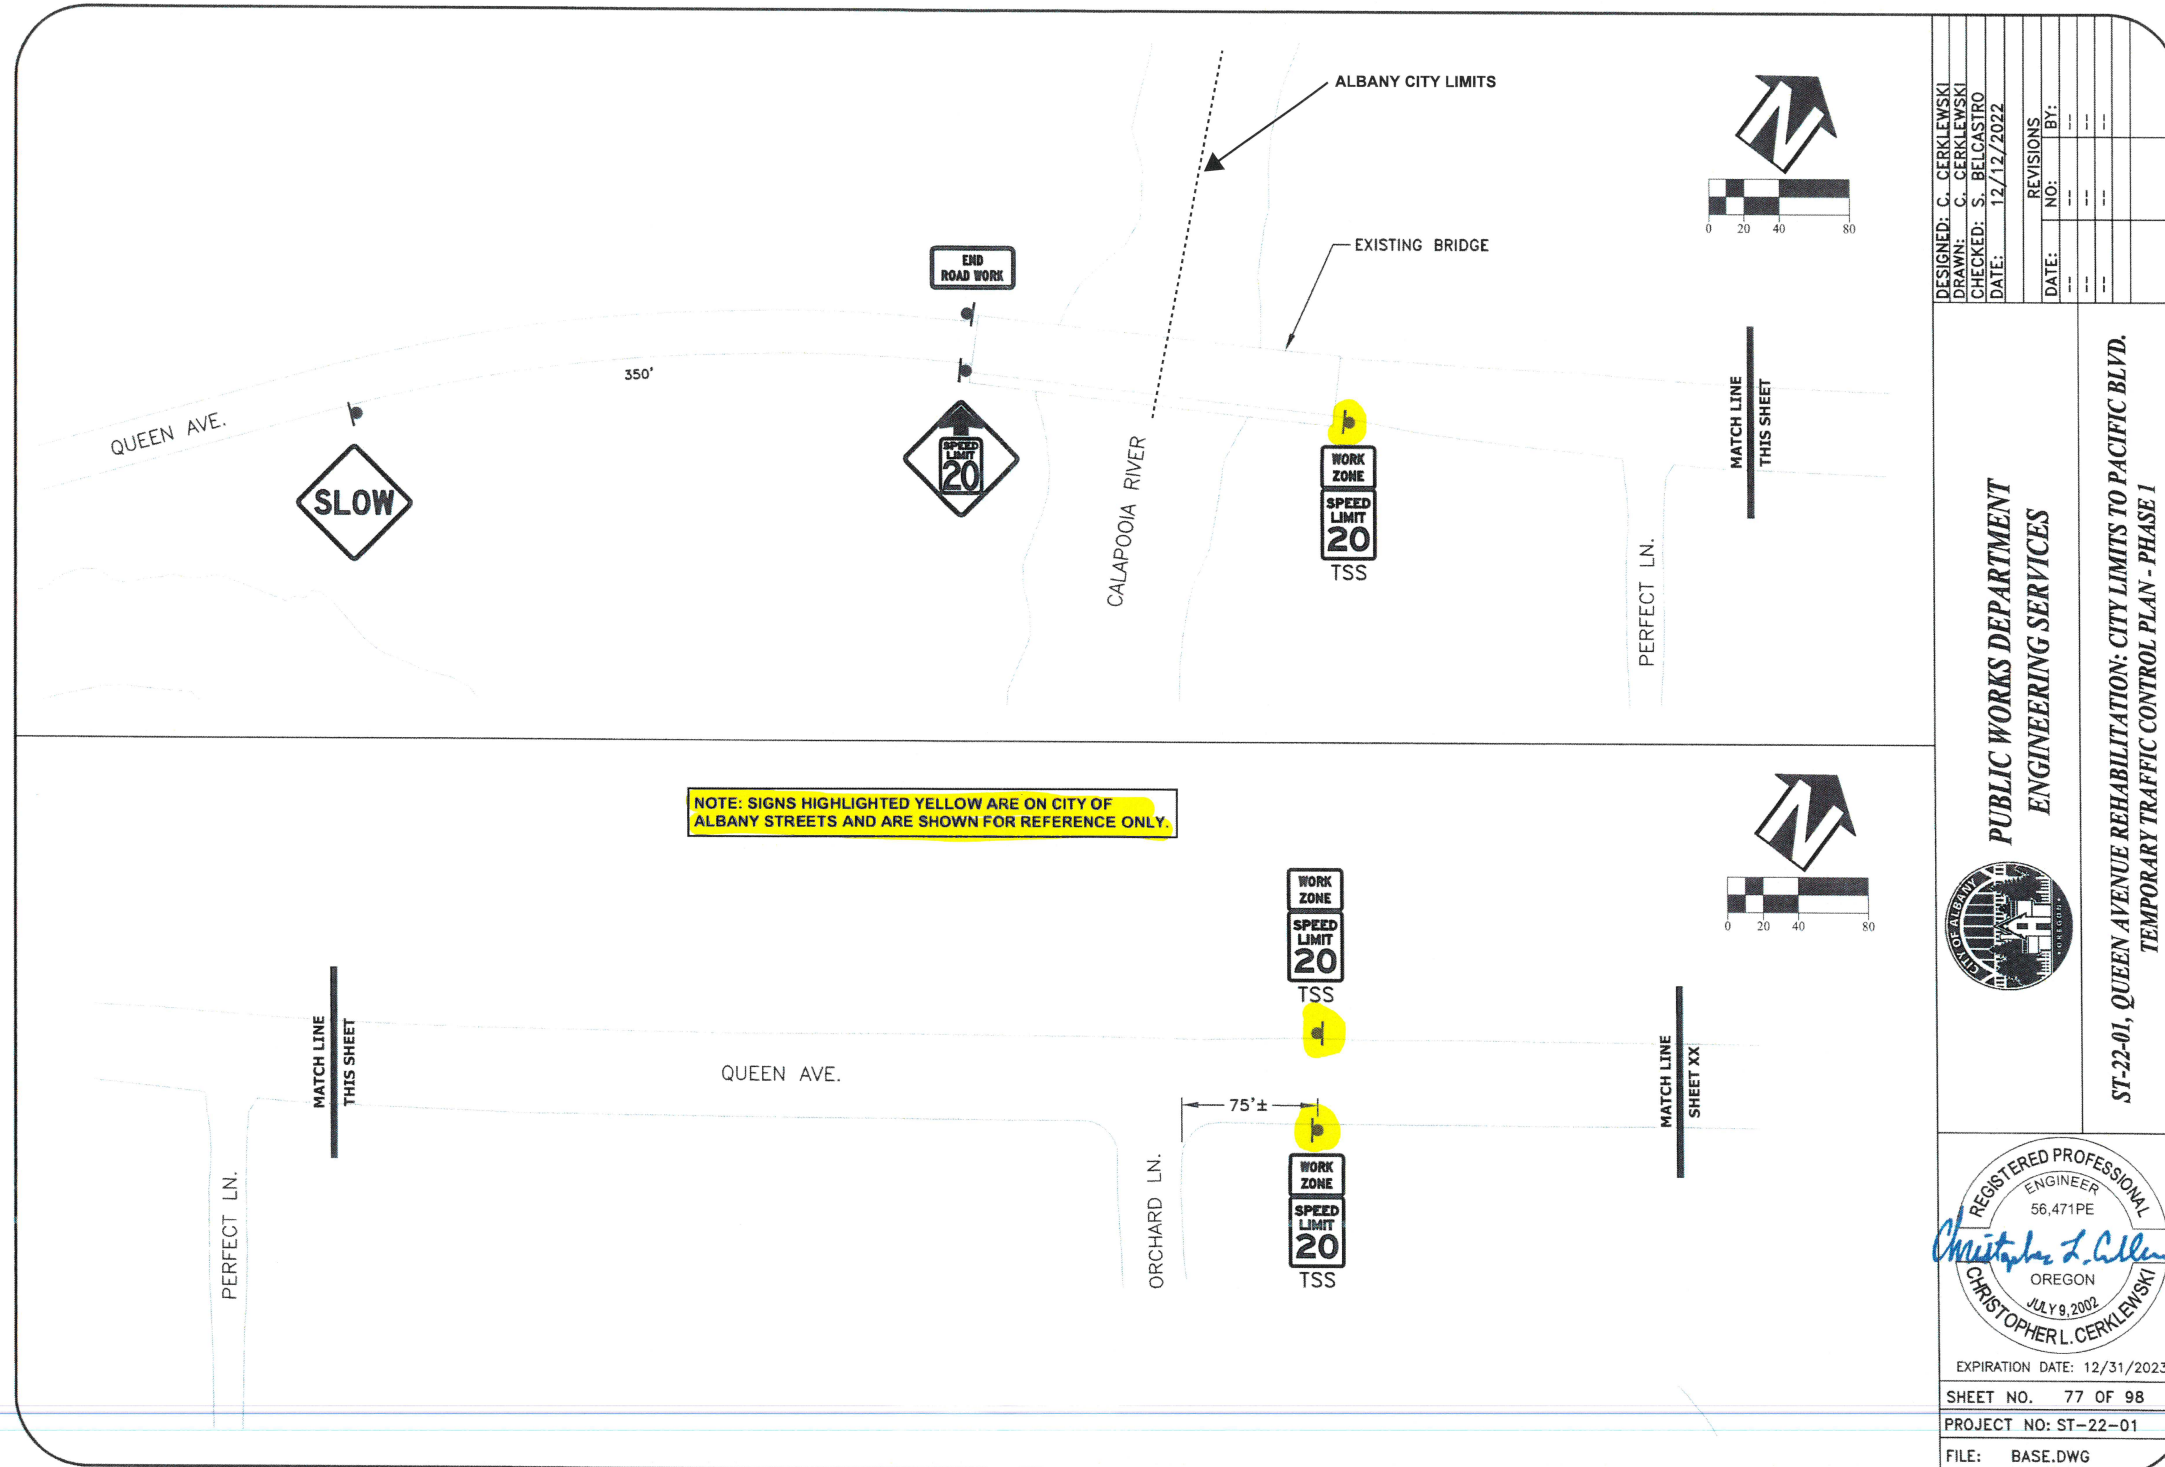 ALBANY CITY LIMITS
EXISTING BRIDGE
END
ROAD WORK
350'
QUEEN AVE.
SLOW
SPEED
LIMIT
20
CALAPOOIA RIVER
WORK
ZONE
SPEED
LIMIT
20
TSS
PERFECT LN.
MATCH LINE
THIS SHEET
N
0 20 40 80
NOTE: SIGNS HIGHLIGHTED YELLOW ARE ON CITY OF
ALBANY STREETS AND ARE SHOWN FOR REFERENCE ONLY.
N
0 20 40 80
WORK
ZONE
SPEED
LIMIT
20
TSS
MATCH LINE
THIS SHEET
QUEEN AVE.
75'±
MATCH LINE
SHEET XX
PERFECT LN.
ORCHARD LN.
WORK
ZONE
SPEED
LIMIT
20
TSS
DESIGNED: C. CERKLEWSKI
DRAWN: C. CERKLEWSKI
CHECKED: S. BELCASTRO
DATE: 12/12/2022
REVISIONS
DATE: NO: BY:
-- -- --
-- -- --
-- -- --
PUBLIC WORKS DEPARTMENT
ENGINEERING SERVICES
CITY OF ALBANY
OREGON
ST-22-01, QUEEN AVENUE REHABILITATION: CITY LIMITS TO PACIFIC BLVD.
TEMPORARY TRAFFIC CONTROL PLAN - PHASE 1
REGISTERED PROFESSIONAL
ENGINEER
56,471PE
OREGON
JULY 9, 2002
CHRISTOPHER L. CERKLEWSKI
EXPIRATION DATE: 12/31/2023
SHEET NO. 77 OF 98
PROJECT NO: ST-22-01
FILE: BASE.DWG